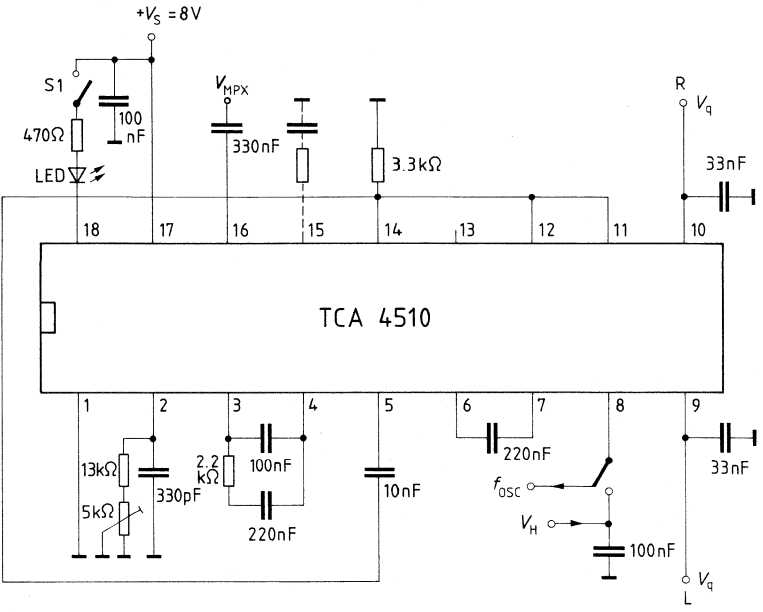 +Vs = 8V
S1
100
nF
VMPX
R
Vq
470Ω
330nF
3.3kΩ
33nF
LED
18 17 16 15 14 13 12 11 10
TCA 4510
1 2 3 4 5 6 7 8 9
13kΩ
330pF
2.2
kΩ
100nF
10nF
220nF
33nF
5kΩ
fOSC
220nF
VH
100nF
Vq
L